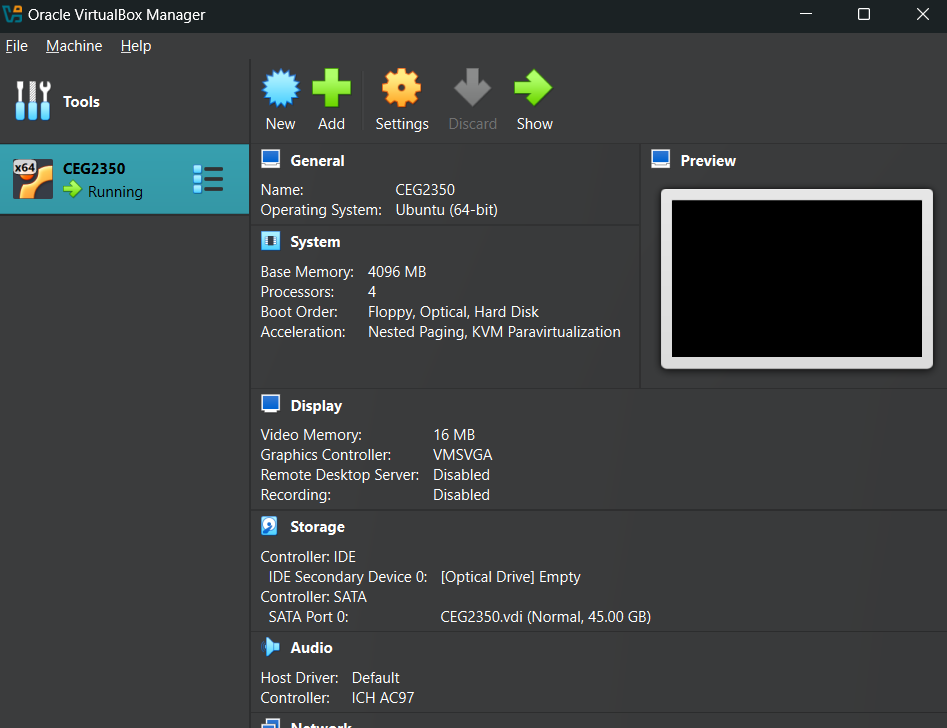 Oracle VirtualBox Manager
File Machine Help
Tools
New Add Settings Discard Show
x64
CEG2350
Running
General
Name: CEG2350
Operating System: Ubuntu (64-bit)
Preview
System
Base Memory: 4096 MB
Processors: 4
Boot Order: Floppy, Optical, Hard Disk
Acceleration: Nested Paging, KVM Paravirtualization
Display
Video Memory: 16 MB
Graphics Controller: VMSVGA
Remote Desktop Server: Disabled
Recording: Disabled
Storage
Controller: IDE
IDE Secondary Device 0: [Optical Drive] Empty
Controller: SATA
SATA Port 0: CEG2350.vdi (Normal, 45.00 GB)
Audio
Host Driver: Default
Controller: ICH AC97
Network